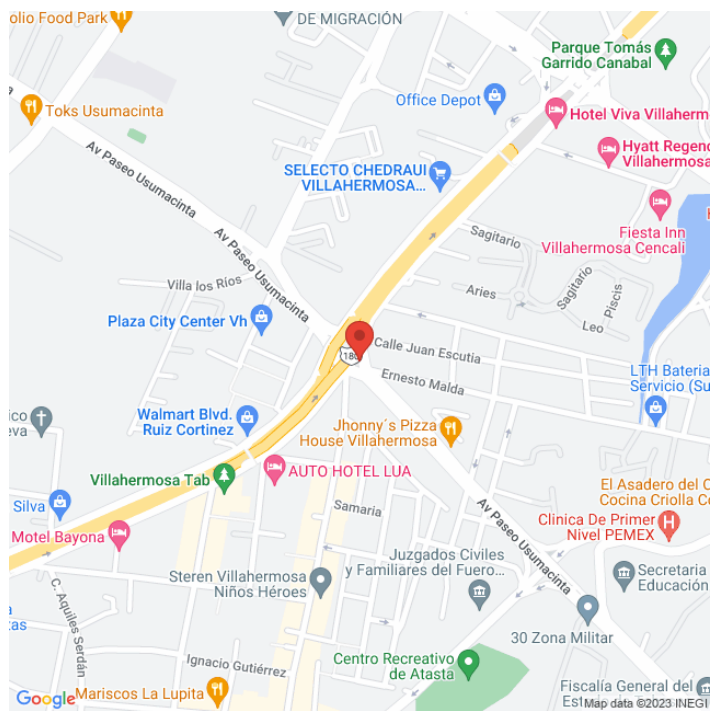 olio Food Park
DE MIGRACIÓN
Parque Tomás
Garrido Canabal
Toks Usumacinta
Office Depot
Hotel Viva Villaherm
Hyatt Regen
Villahermosa
Av Paseo Usumacinta
SELECTO CHEDRAUI
VILLAHERMOSA...
Fiesta Inn
Villahermosa Cencali
Sagitario
Av Paseo Usumacinta
Villa los Ríos
Aries
Sagitario
Piscis
Leo
Plaza City Center Vh
180
Calle Juan Escutia
Ernesto Malda
LTH Bateria
Servicio (Su
Walmart Blvd.
Ruiz Cortinez
ico
eva
Jhonny´s Pizza
House Villahermosa
Villahermosa Tab
AUTO HOTEL LUA
El Asadero del C
Cocina Criolla Co
Silva
Samaria
Av Paseo Usumacinta
Clinica De Primer
Nivel PEMEX
Motel Bayona
Juzgados Civiles
y Familiares del Fuero...
Steren Villahermosa
Niños Héroes
Secretaria
Educación
C. Aquiles Serdán
as
30 Zona Militar
Ignacio Gutiérrez
Centro Recreativo
de Atasta
Mariscos La Lupita
Fiscalía General del
Google
Map data ©2023 INEGI